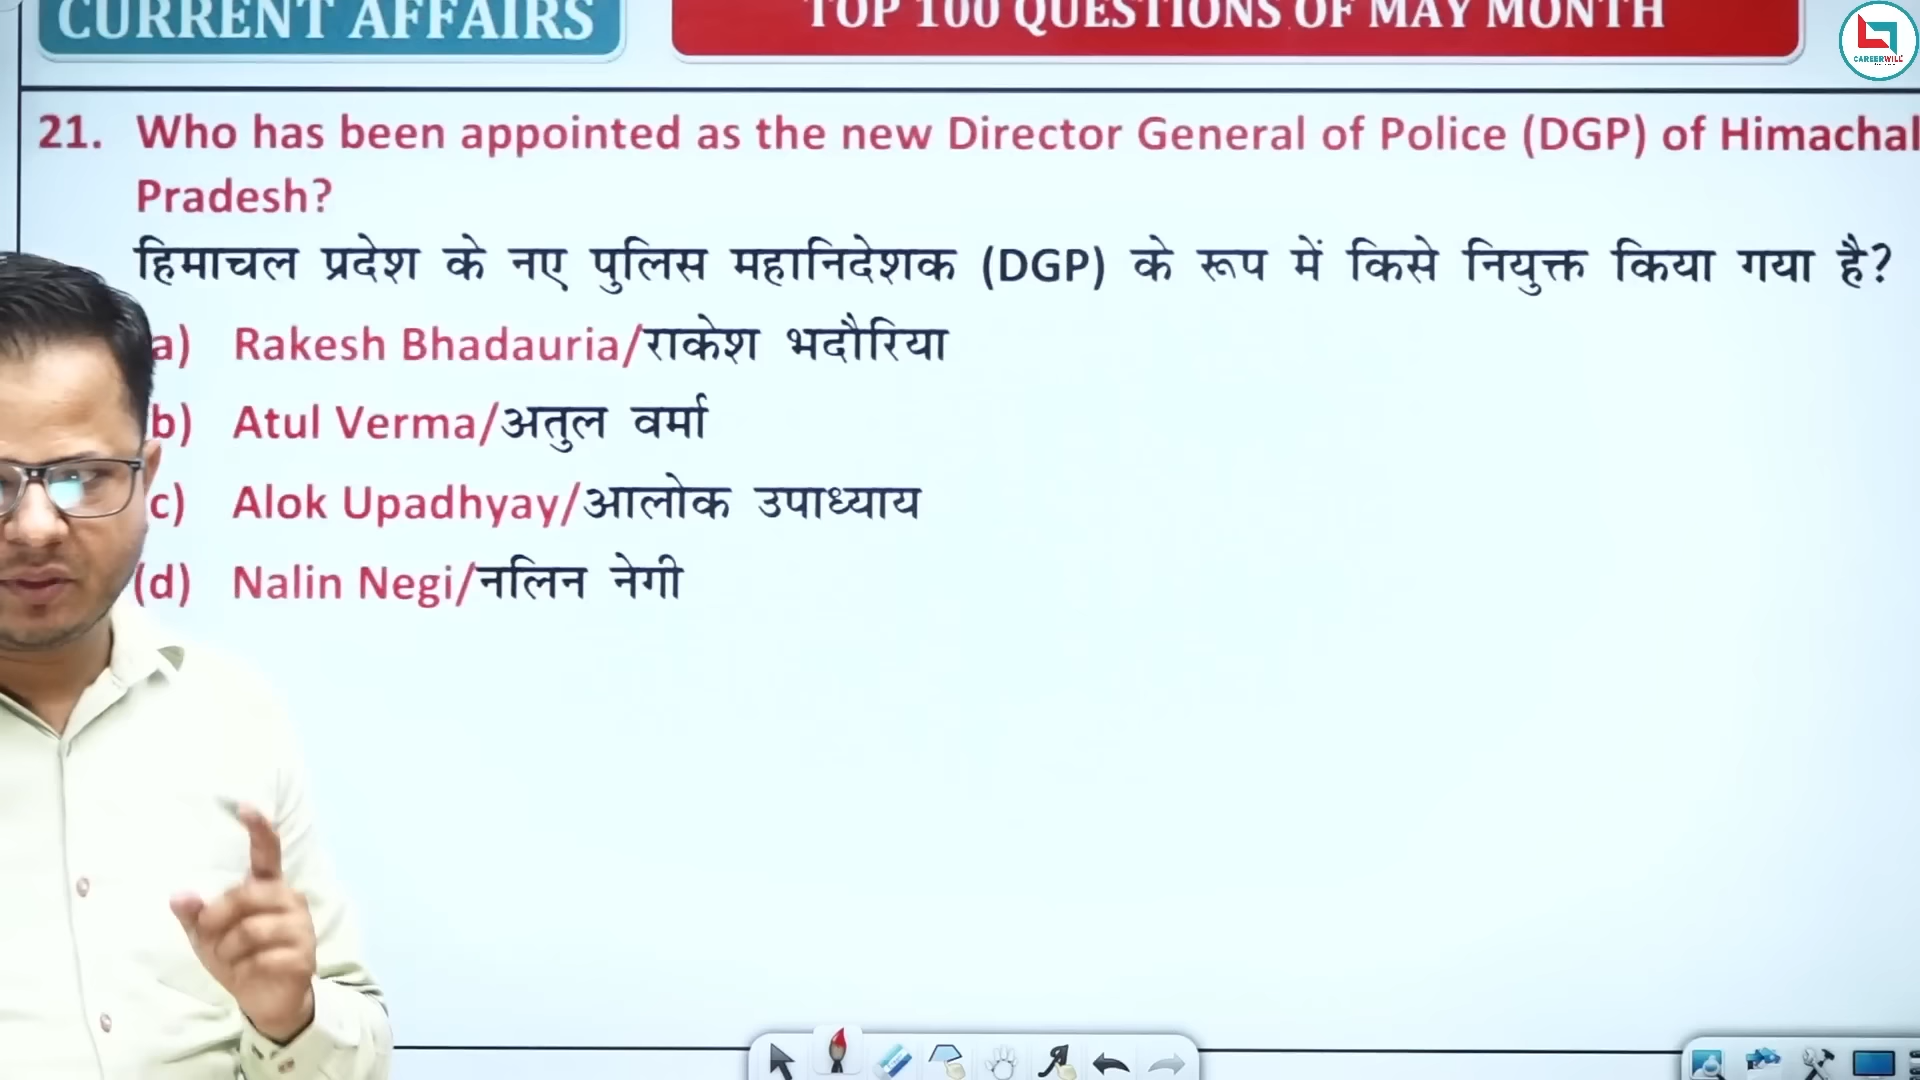 CURRENT AFFAIRS
TOP 100 QUESTIONS OF MAY MONTH
CAREERWILL
21. Who has been appointed as the new Director General of Police (DGP) of Himachal
Pradesh?
हिमाचल प्रदेश के नए पुलिस महानिदेशक (DGP) के रूप में किसे नियुक्त किया गया है?
a) Rakesh Bhadauria/राकेश भदौरिया
b) Atul Verma/अतुल वर्मा
c) Alok Upadhyay/आलोक उपाध्याय
(d) Nalin Negi/नलिन नेगी